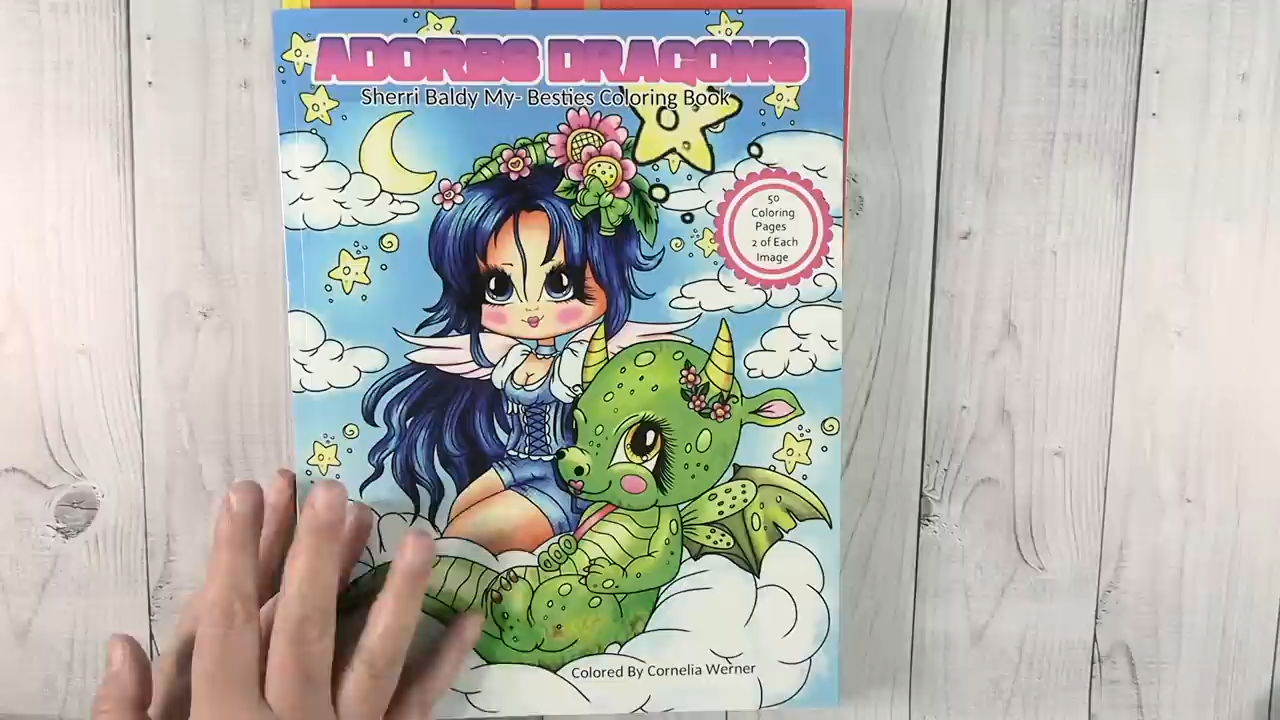 ADORBS DRAGONS
Sherri Baldy My- Besties Coloring Book
50
Coloring
Pages
2 of Each
Image
Colored By Cornelia Werner